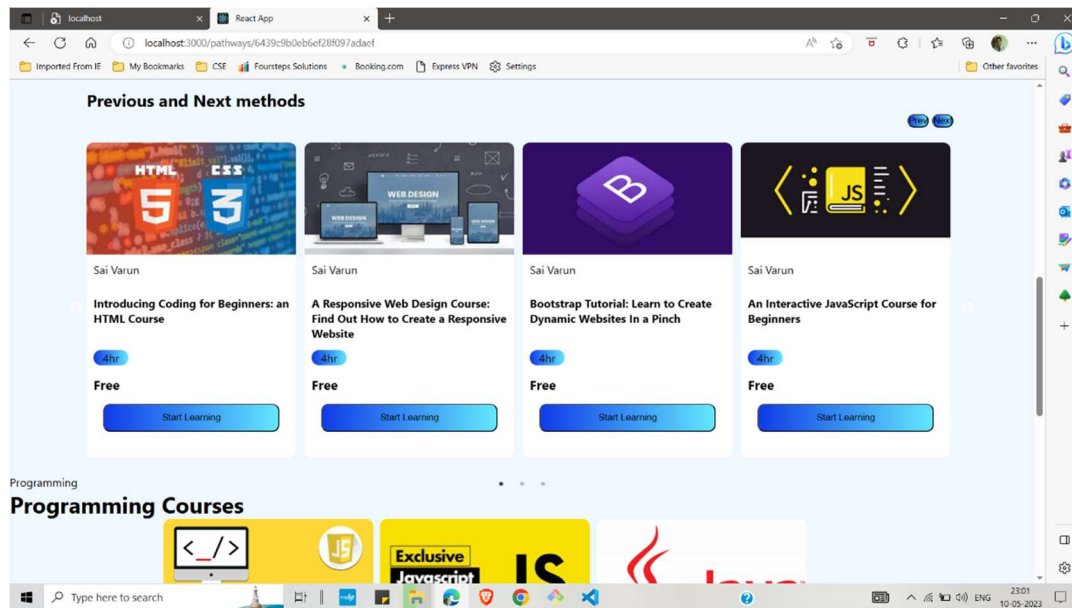 localhost
React App
localhost:3000/pathways/6439c9b0eb6ef28f097adaef
Imported From IE My Bookmarks CSE Foursteps Solutions Booking.com Express VPN Settings Other favorites
Previous and Next methods
Prev Next
HTML CSS
5 3
WEB DESIGN
WEB DESIGN
B
JS
Sai Varun Sai Varun Sai Varun Sai Varun
Introducing Coding for Beginners: an HTML Course
A Responsive Web Design Course: Find Out How to Create a Responsive Website
Bootstrap Tutorial: Learn to Create Dynamic Websites In a Pinch
An Interactive JavaScript Course for Beginners
4hr 4hr 4hr 4hr
Free Free Free Free
Start Learning Start Learning Start Learning Start Learning
Programming
Programming Courses
JS
Exclusive
Javascript
JS
Type here to search
ENG
23:01
10-05-2023